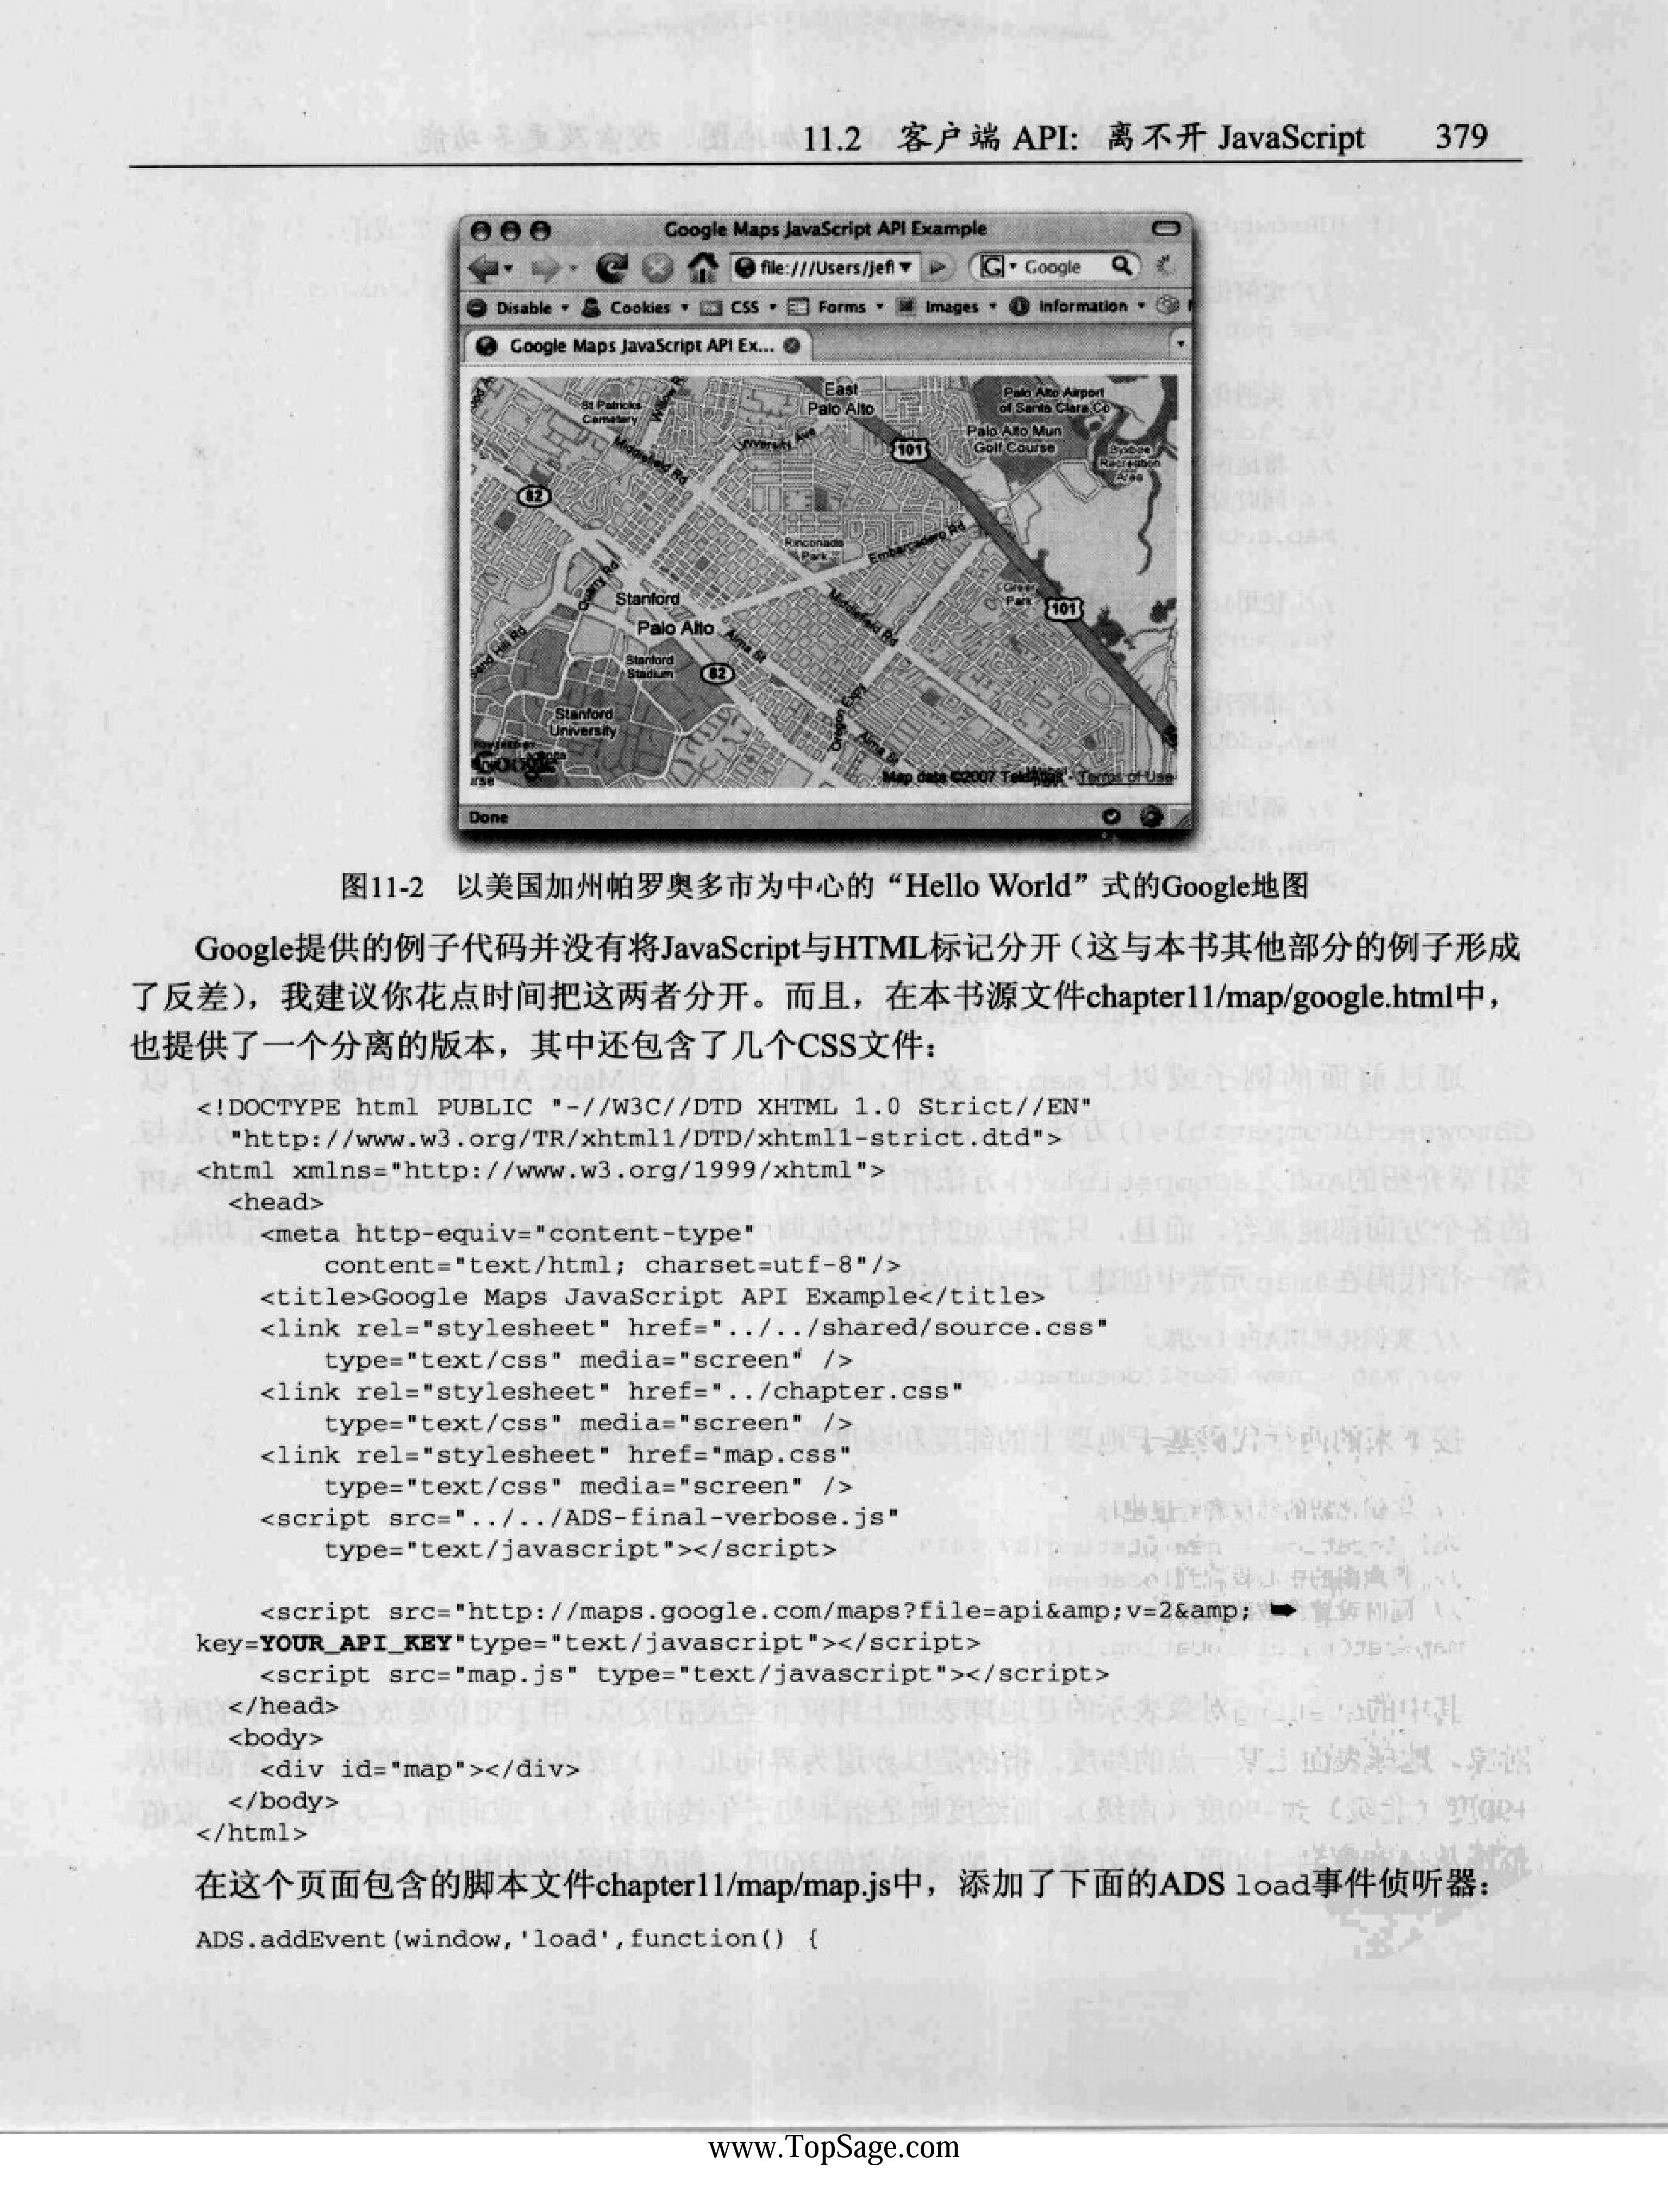 11.2 客户端 API: 离不开 JavaScript 379
Google Maps JavaScript API Example
file:///Users/jefl
Google
Disable Cookies CSS Forms Images Information
Google Maps JavaScript API Ex...
East
Palo Alto
Palo Alto Airport
of Santa Clara Co
St Patricks
Cemetery
University Ave
Palo Alto Mun
Golf Course
101
Middlefield Rd
Recreation
Area
82
Rinconada
Park
Embarcadero Rd
Quarry Rd
Stanford
Greer
Park
101
Middlefield Rd
Palo Alto
Alma St
Stanford
Stadium
82
Stanford
University
Oregon Expy
Alma St
Map data ©2007 TeleAtlas - Terms of Use
Done
图11-2 以美国加州帕罗奥多市为中心的“Hello World”式的Google地图
Google提供的例子代码并没有将JavaScript与HTML标记分开（这与本书其他部分的例子形成
了反差），我建议你花点时间把这两者分开。而且，在本书源文件chapter11/map/google.html中，
也提供了一个分离的版本，其中还包含了几个CSS文件：
<!DOCTYPE html PUBLIC "-//W3C//DTD XHTML 1.0 Strict//EN"
"http://www.w3.org/TR/xhtml1/DTD/xhtml1-strict.dtd">
<html xmlns="http://www.w3.org/1999/xhtml">
<head>
<meta http-equiv="content-type"
content="text/html; charset=utf-8"/>
<title>Google Maps JavaScript API Example</title>
<link rel="stylesheet" href="../../shared/source.css"
type="text/css" media="screen" />
<link rel="stylesheet" href="../chapter.css"
type="text/css" media="screen" />
<link rel="stylesheet" href="map.css"
type="text/css" media="screen" />
<script src="../../ADS-final-verbose.js"
type="text/javascript"></script>
<script src="http://maps.google.com/maps?file=api&amp;v=2&amp; ➡
key=YOUR_API_KEY"type="text/javascript"></script>
<script src="map.js" type="text/javascript"></script>
</head>
<body>
<div id="map"></div>
</body>
</html>
在这个页面包含的脚本文件chapter11/map/map.js中，添加了下面的ADS load事件侦听器：
ADS.addEvent(window,'load',function() {
www.TopSage.com